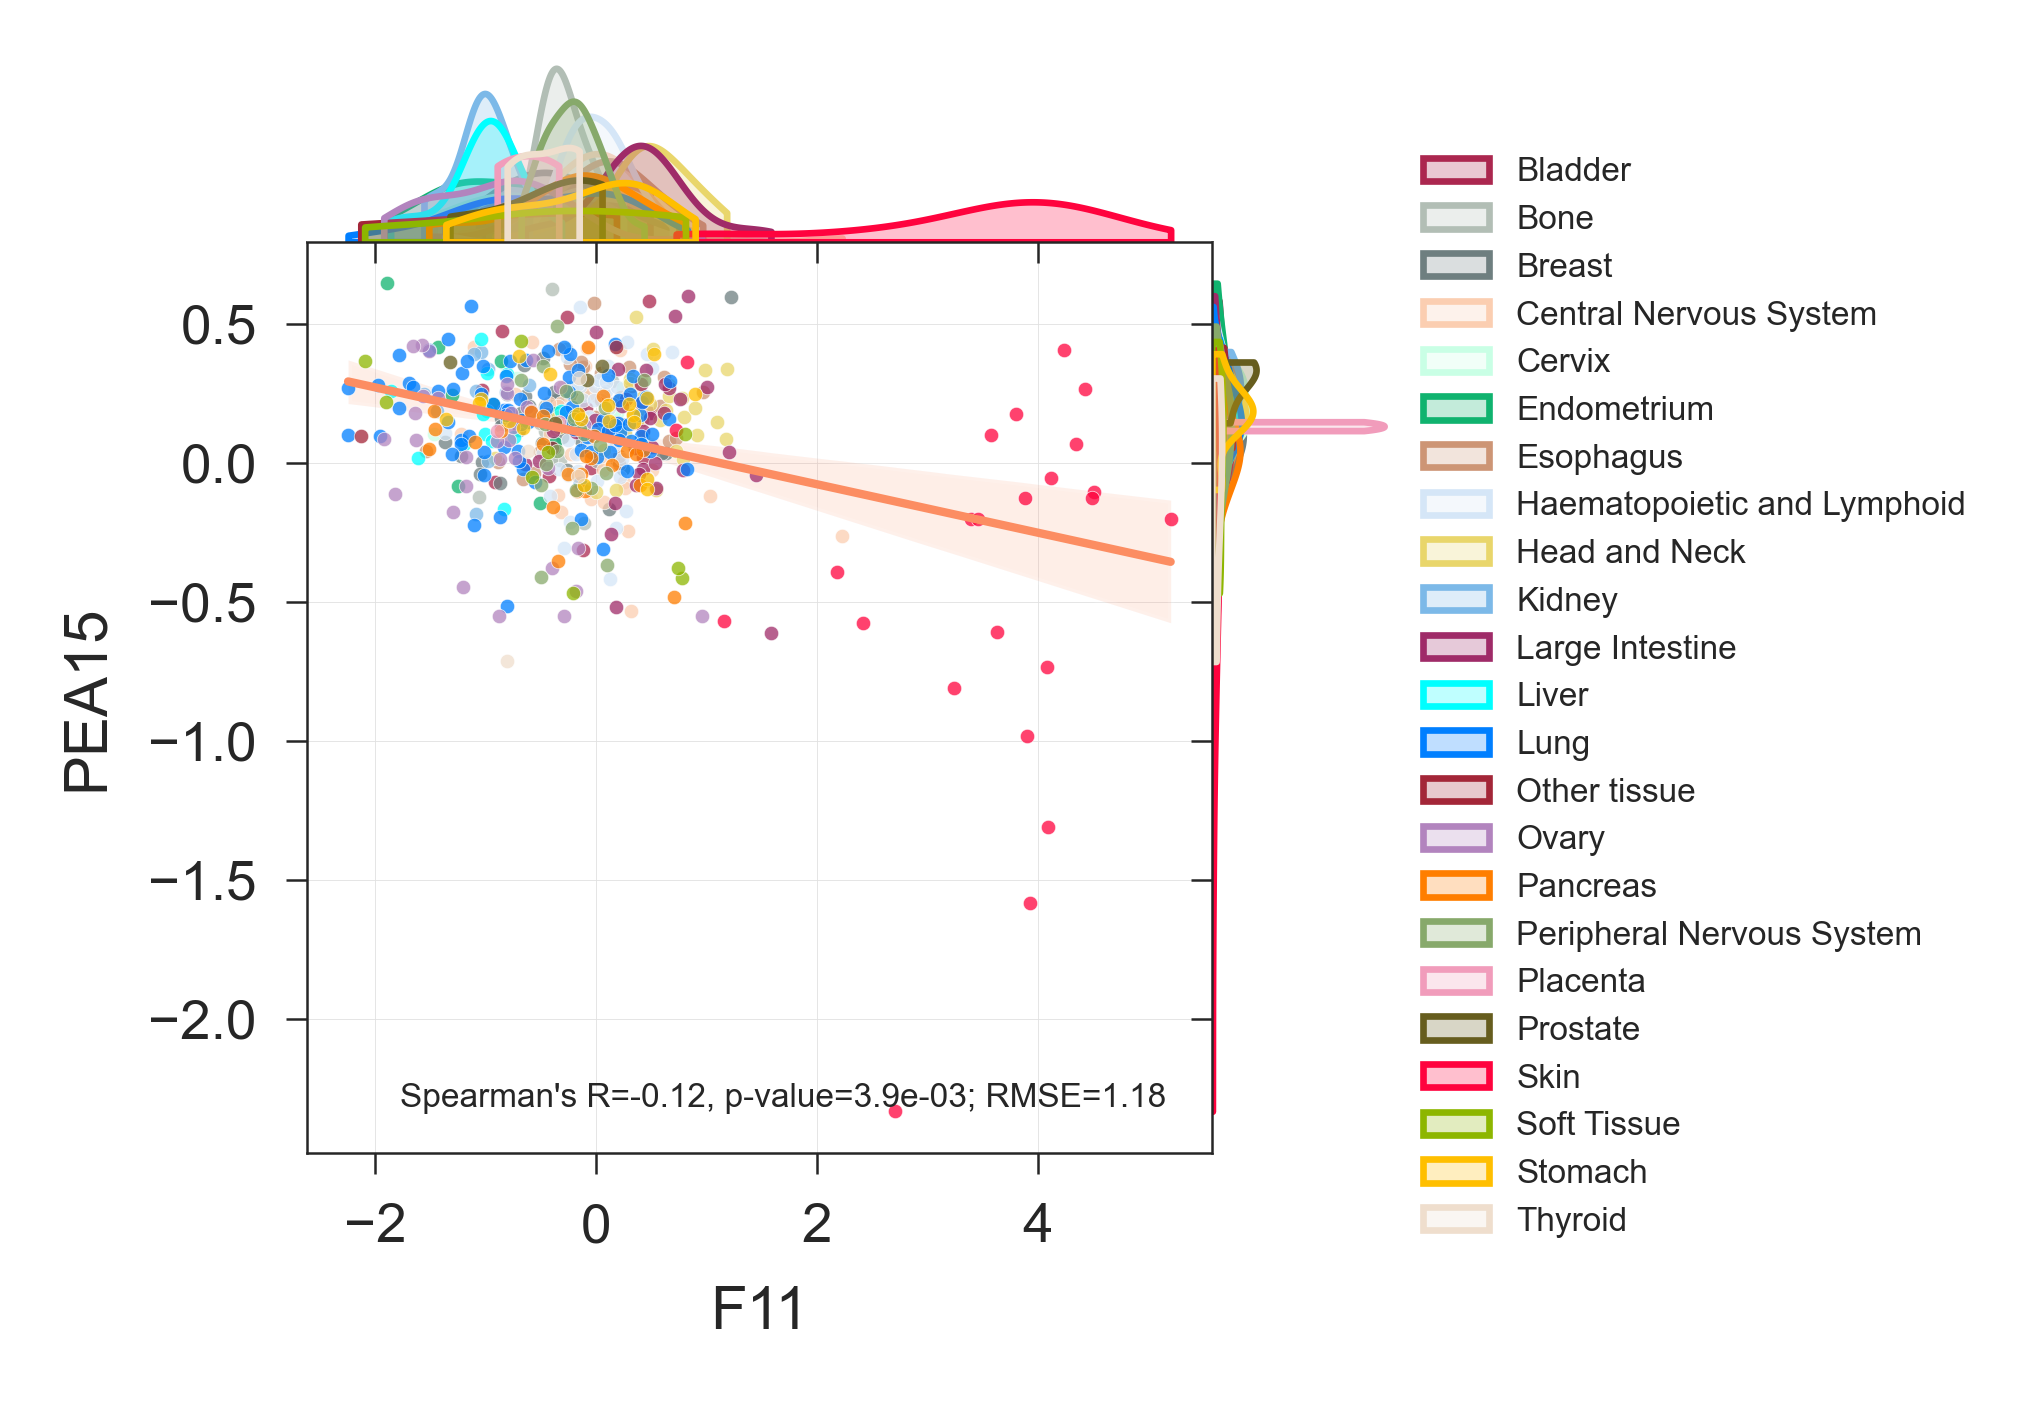 0.5
0.0
−0.5
−1.0
−1.5
−2.0
PEA15
Spearman's R=-0.12, p-value=3.9e-03; RMSE=1.18
−2 0 2 4
F11
Bladder
Bone
Breast
Central Nervous System
Cervix
Endometrium
Esophagus
Haematopoietic and Lymphoid
Head and Neck
Kidney
Large Intestine
Liver
Lung
Other tissue
Ovary
Pancreas
Peripheral Nervous System
Placenta
Prostate
Skin
Soft Tissue
Stomach
Thyroid